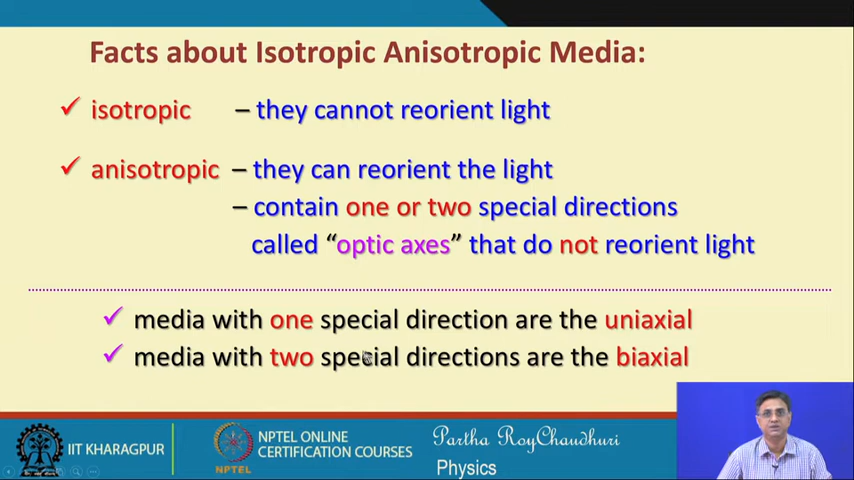 Facts about Isotropic Anisotropic Media:
✓ isotropic – they cannot reorient light
✓ anisotropic – they can reorient the light
– contain one or two special directions
called “optic axes” that do not reorient light
✓ media with one special direction are the uniaxial
✓ media with two special directions are the biaxial
IIT KHARAGPUR
NPTEL
NPTEL ONLINE
CERTIFICATION COURSES
Partha RoyChaudhuri
Physics